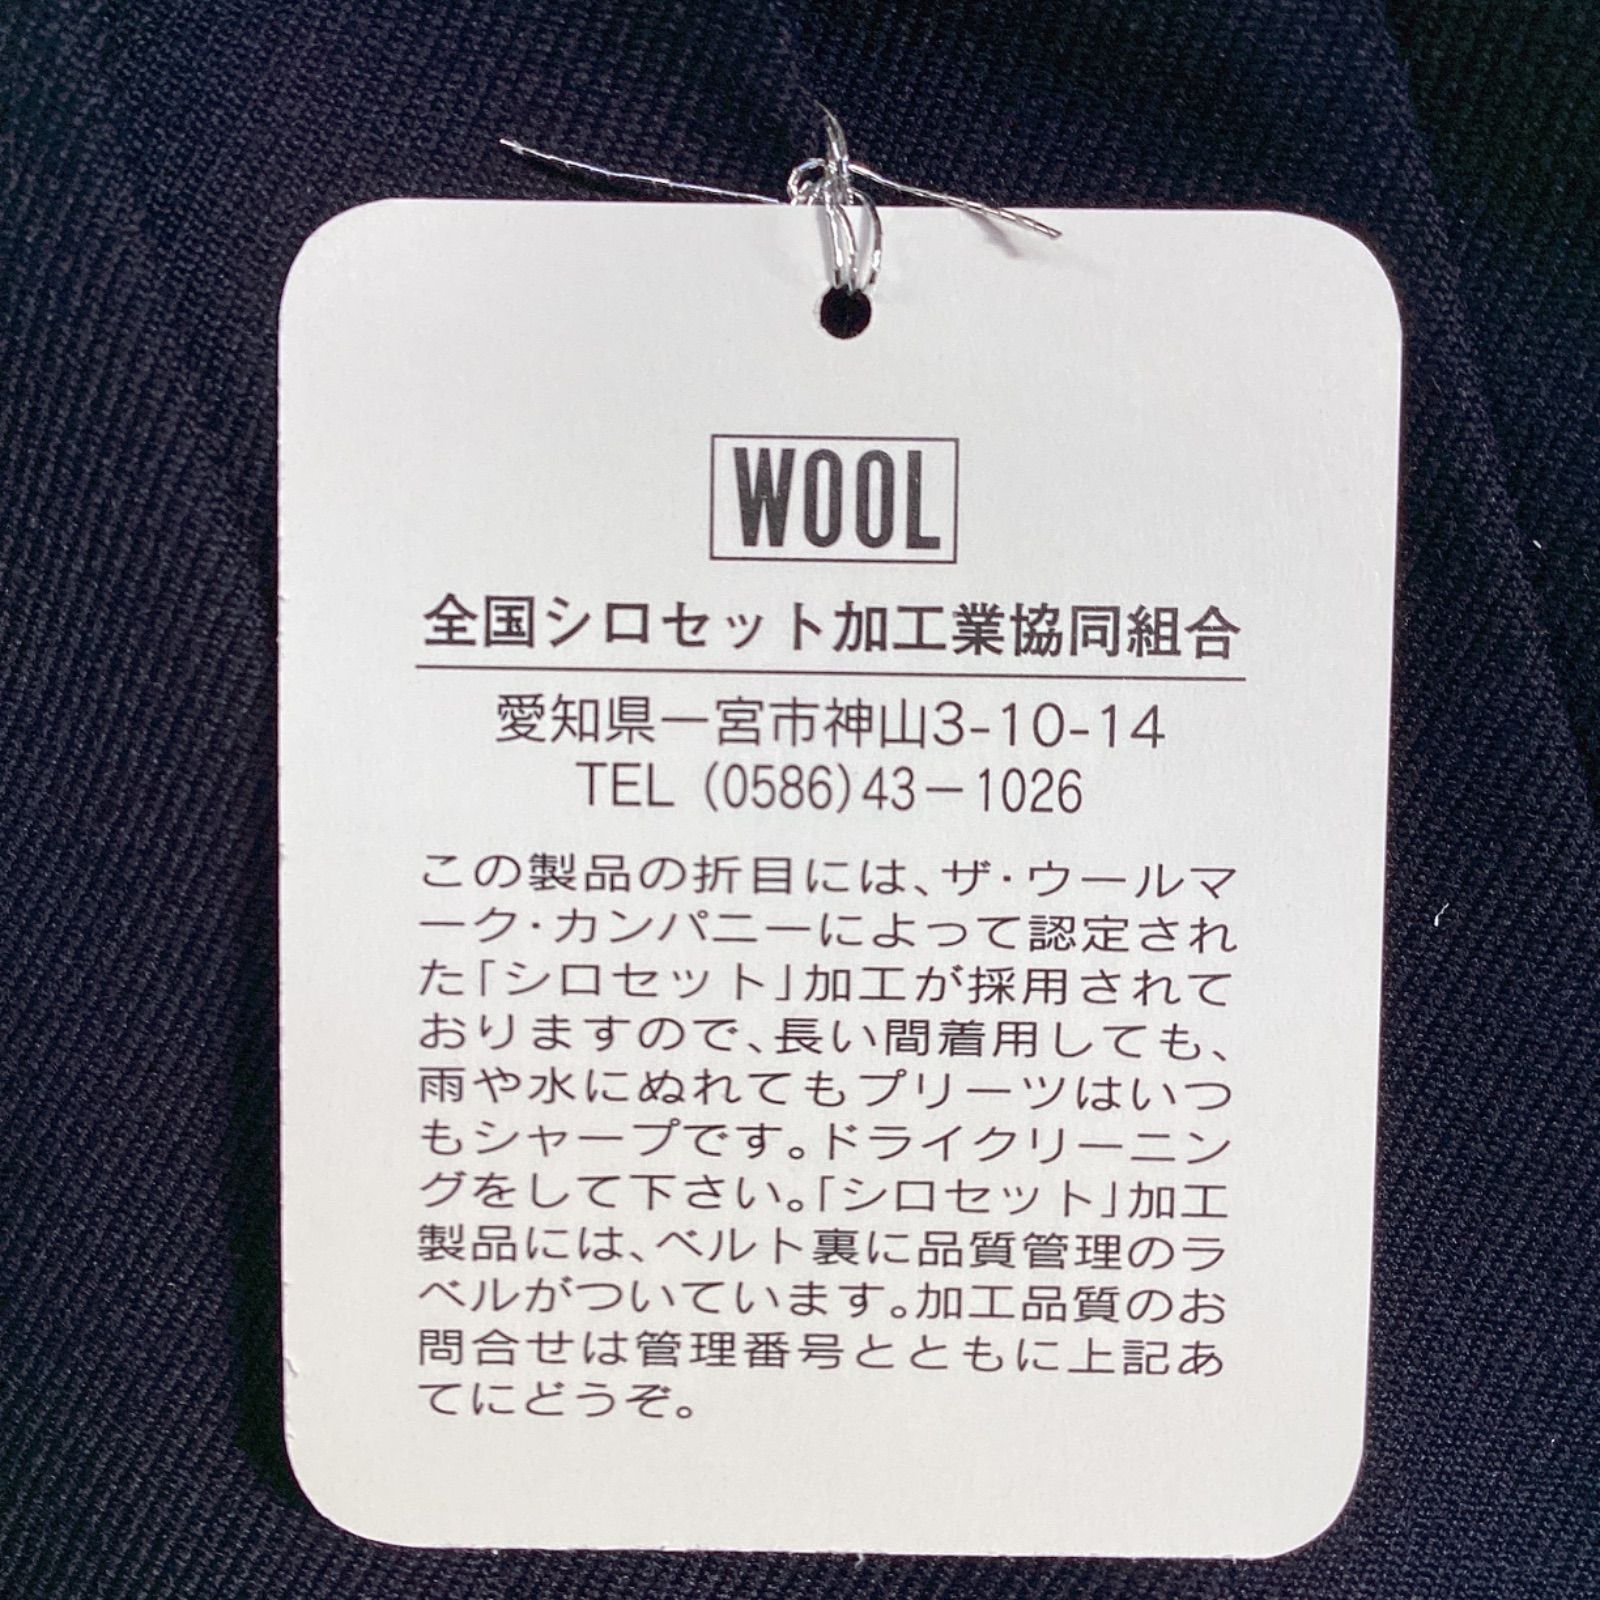 WOOL
全国シロセット加工業協同組合
愛知県一宮市神山3-10-14
TEL (0586)43－1026
この製品の折目には、ザ・ウールマ
ーク・カンパニーによって認定され
た「シロセット」加工が採用されて
おりますので、長い間着用しても、
雨や水にぬれてもプリーツはいつ
もシャープです。ドライクリーニン
グをして下さい。「シロセット」加工
製品には、ベルト裏に品質管理のラ
ベルがついています。加工品質のお
問合せは管理番号とともに上記あ
てにどうぞ。